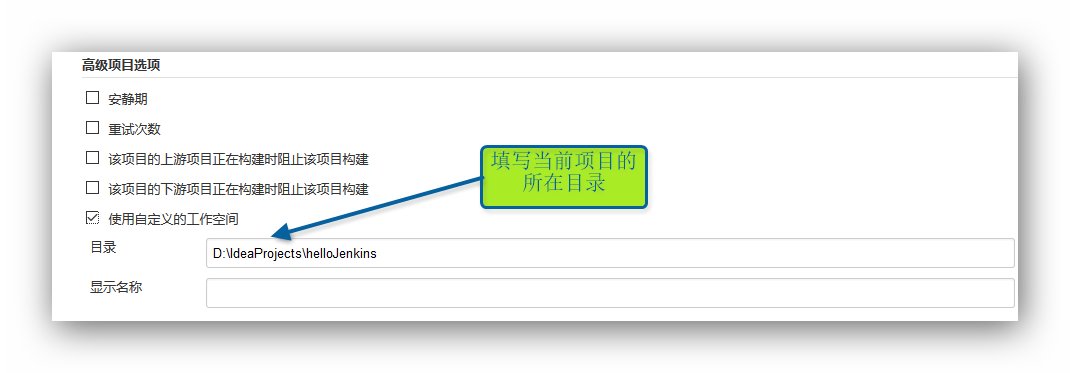 高级项目选项
安静期
重试次数
该项目的上游项目正在构建时阻止该项目构建
填写当前项目的
所在目录
该项目的下游项目正在构建时阻止该项目构建
使用自定义的工作空间
目录
D:\IdeaProjects\helloJenkins
显示名称